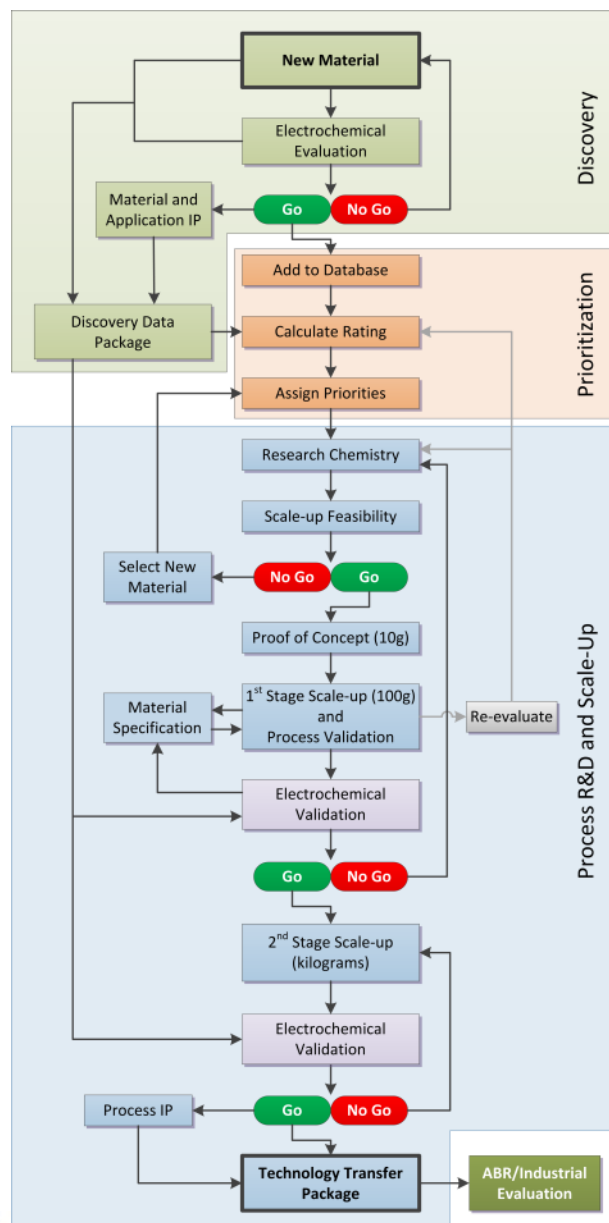 New Material
Discovery
Electrochemical
Evaluation
Material and
Application IP
Go
No Go
Add to Database
Discovery Data
Package
Calculate Rating
Prioritization
Assign Priorities
Research Chemistry
Scale-up Feasibility
Select New
Material
No Go
Go
Proof of Concept (10g)
Material
Specification
1st Stage Scale-up (100g)
and
Process Validation
Re-evaluate
Process R&D and Scale-Up
Electrochemical
Validation
Go
No Go
2nd Stage Scale-up
(kilograms)
Electrochemical
Validation
Process IP
Go
No Go
Technology Transfer
Package
ABR/Industrial
Evaluation